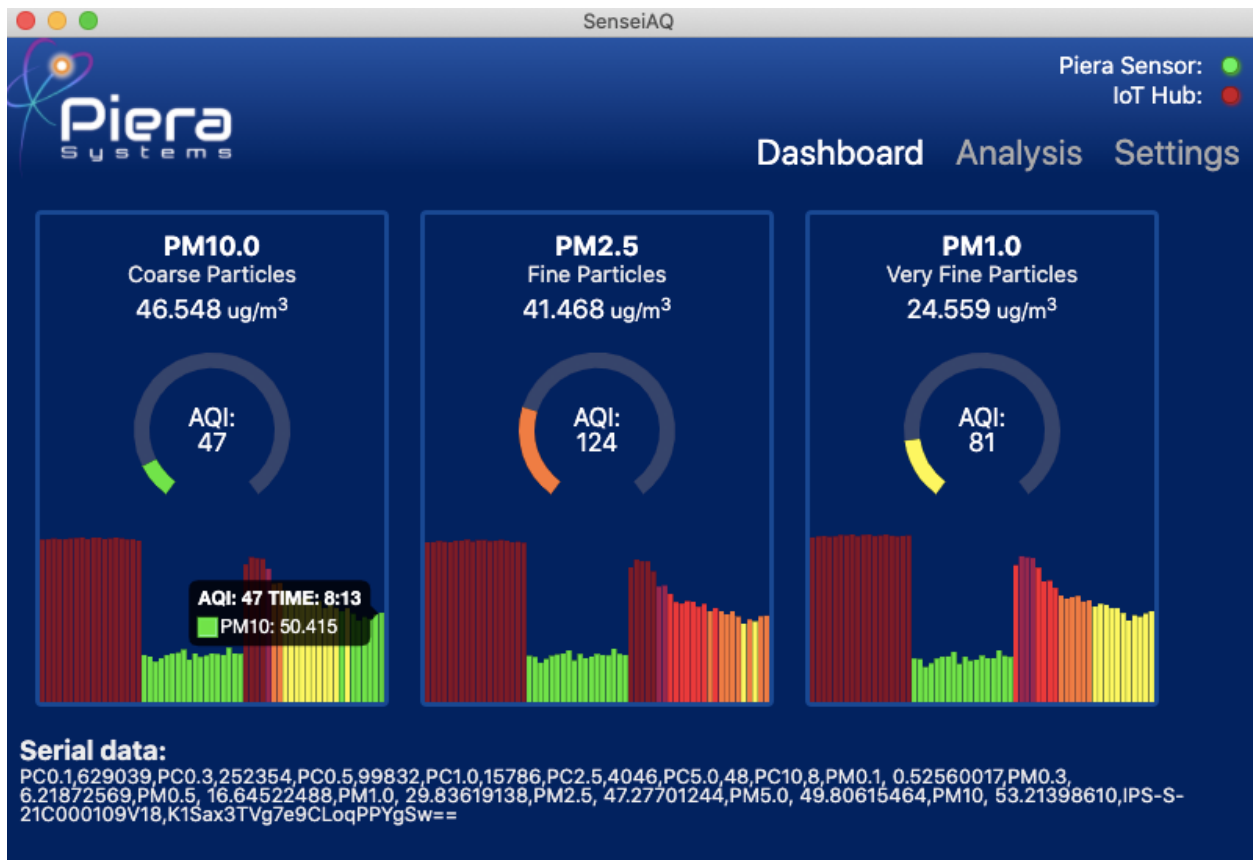 SenseiAQ
Piera
Systems
Piera Sensor:
IoT Hub:
Dashboard Analysis Settings
PM10.0
Coarse Particles
46.548 ug/m³
AQI:
47
AQI: 47 TIME: 8:13
PM10: 50.415
PM2.5
Fine Particles
41.468 ug/m³
AQI:
124
PM1.0
Very Fine Particles
24.559 ug/m³
AQI:
81
Serial data:
PC0.1,629039,PC0.3,252354,PC0.5,99832,PC1.0,15786,PC2.5,4046,PC5.0,48,PC10,8,PM0.1, 0.52560017,PM0.3,
6.21872569,PM0.5, 16.64522488,PM1.0, 29.83619138,PM2.5, 47.27701244,PM5.0, 49.80615464,PM10, 53.21398610,IPS-S-
21C000109V18,K1Sax3TVg7e9CLoqPPYgSw==